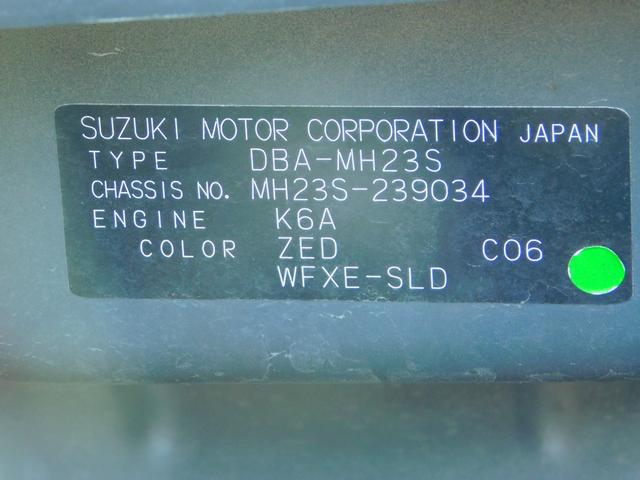 SUZUKI MOTOR CORPORATION JAPAN
TYPE DBA-MH23S
CHASSIS NO. MH23S-239034
ENGINE K6A
COLOR ZED C06
WFXE-SLD